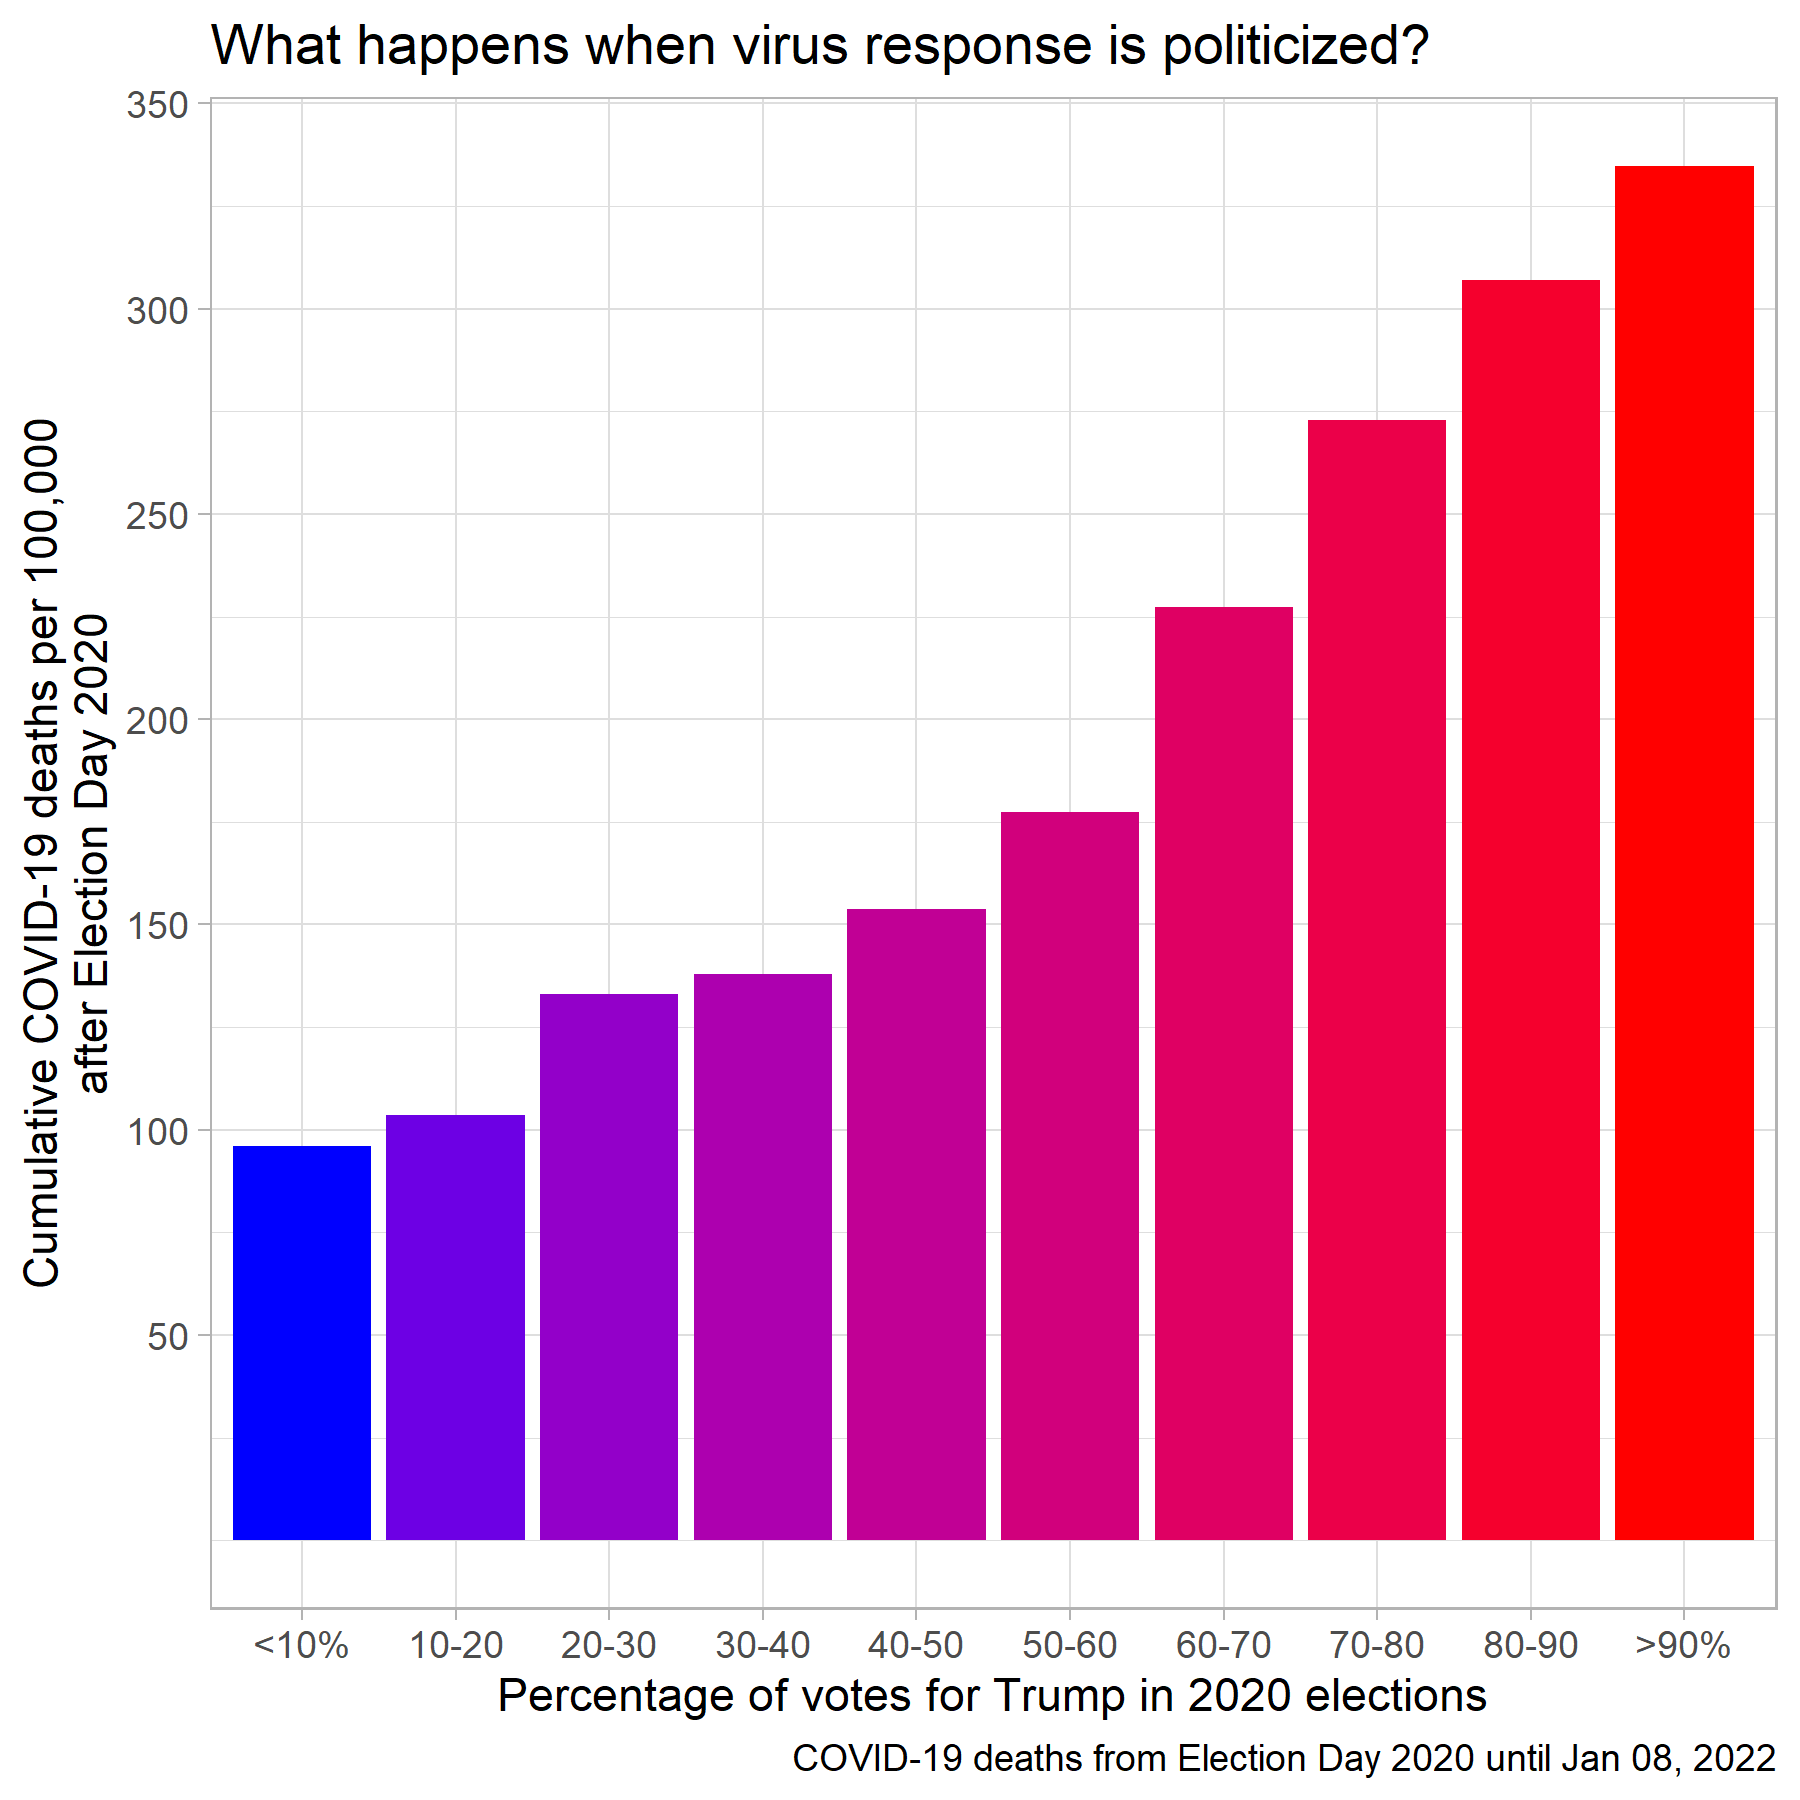 What happens when virus response is politicized?
Cumulative COVID-19 deaths per 100,000
after Election Day 2020
350
300
250
200
150
100
50
<10% 10-20 20-30 30-40 40-50 50-60 60-70 70-80 80-90 >90%
Percentage of votes for Trump in 2020 elections
COVID-19 deaths from Election Day 2020 until Jan 08, 2022